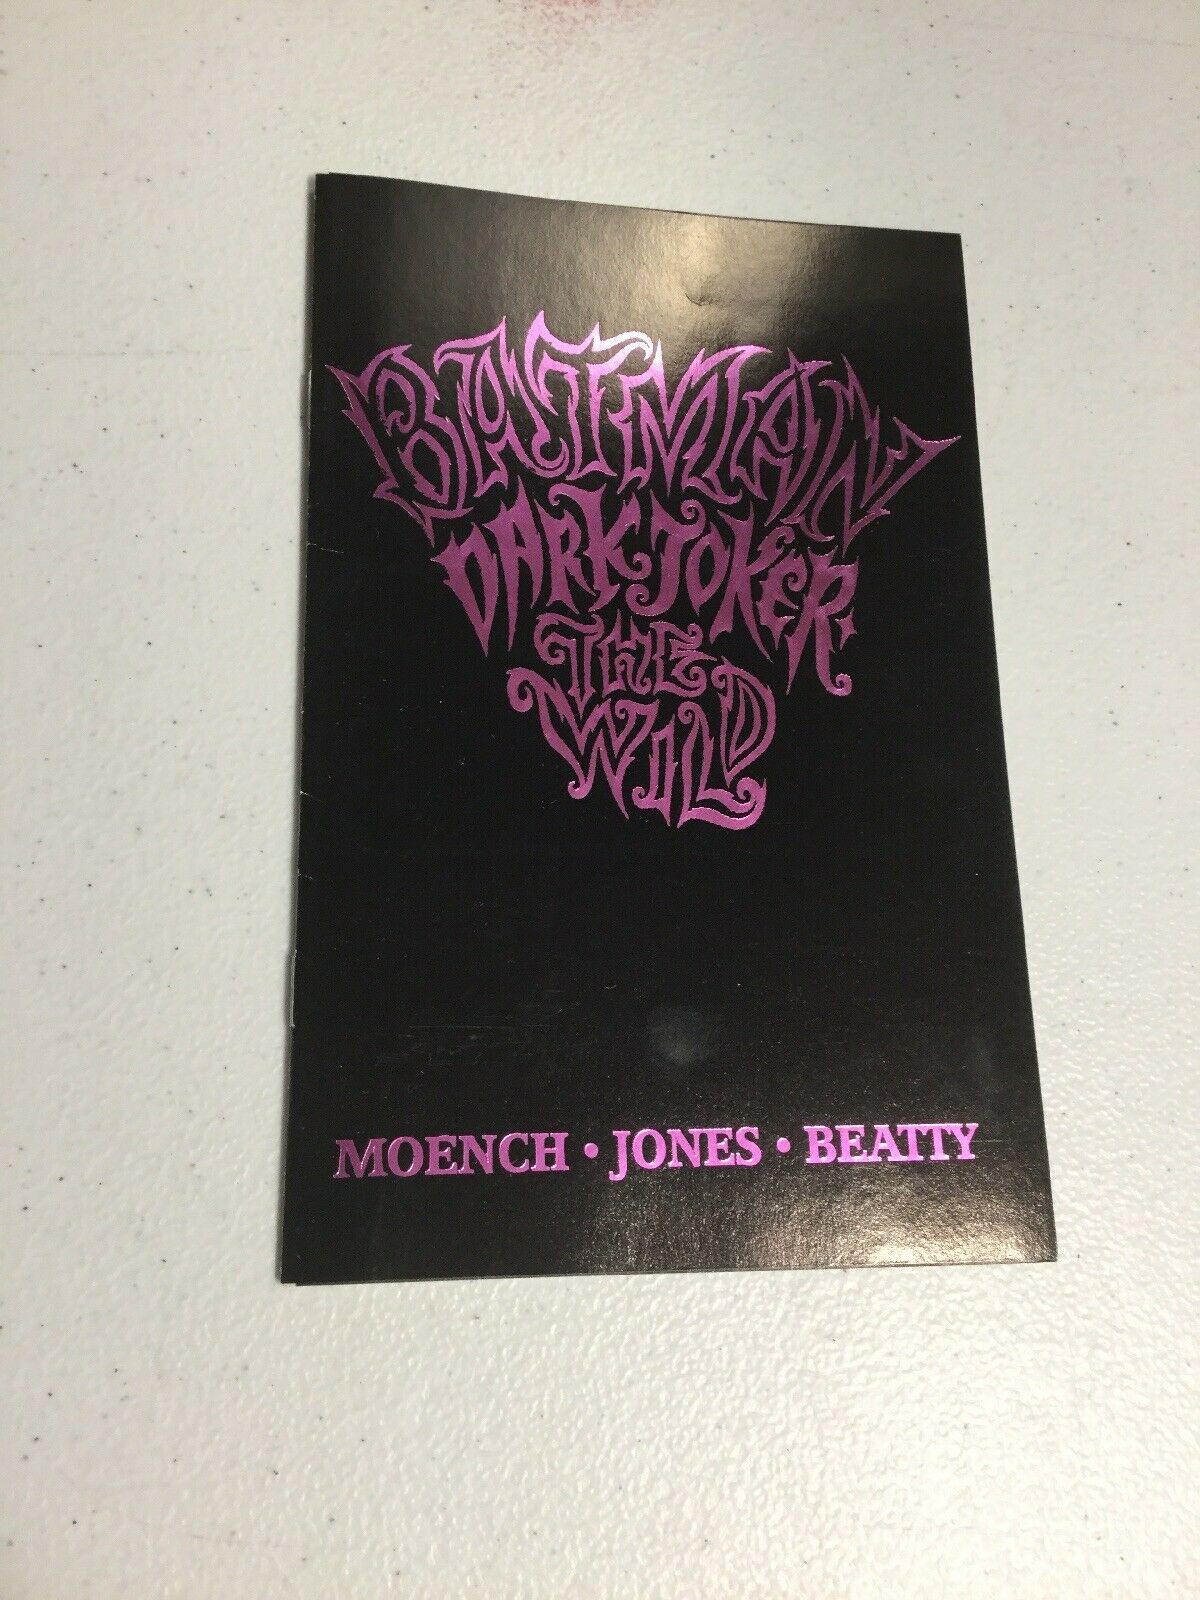 BATMAN
DARK JOKER
THE
WILD
MOENCH • JONES • BEATTY